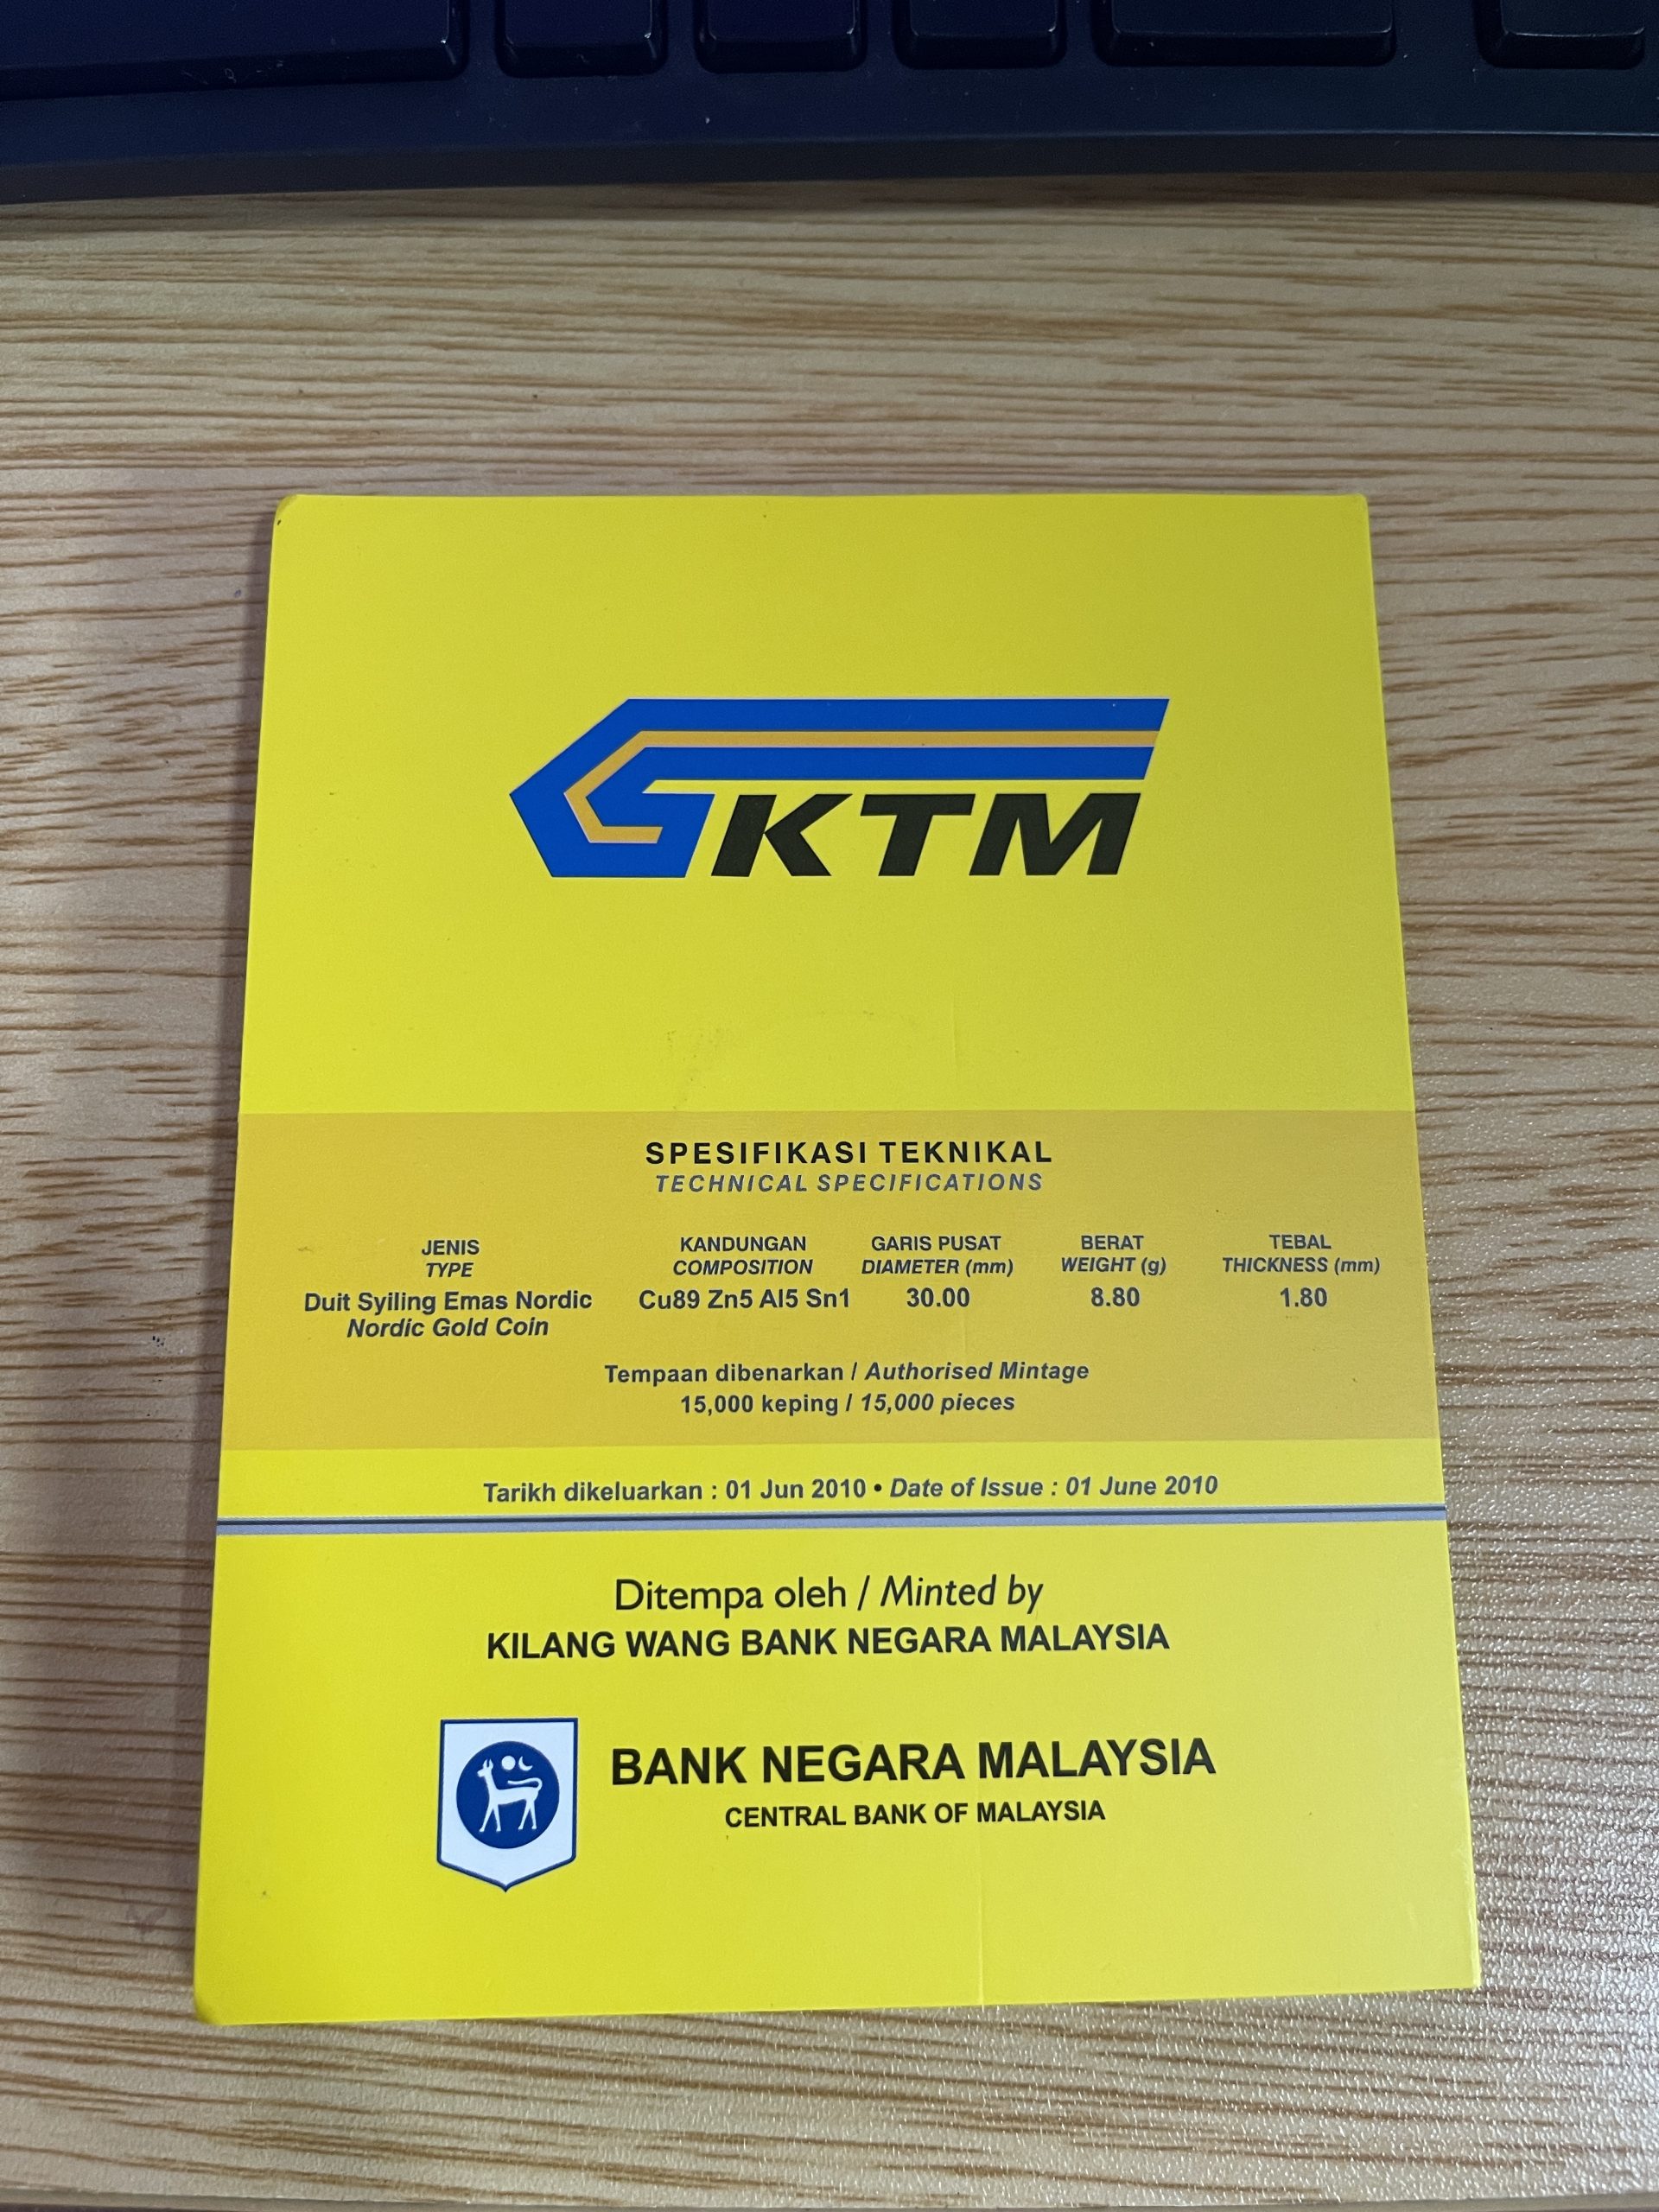 KTM
SPESIFIKASI TEKNIKAL
TECHNICAL SPECIFICATIONS
JENIS KANDUNGAN GARIS PUSAT BERAT TEBAL
TYPE COMPOSITION DIAMETER (mm) WEIGHT (g) THICKNESS (mm)
Duit Syiling Emas Nordic Cu89 Zn5 Al5 Sn1 30.00 8.80 1.80
Nordic Gold Coin
Tempaan dibenarkan / Authorised Mintage
15,000 keping / 15,000 pieces
Tarikh dikeluarkan : 01 Jun 2010 • Date of Issue : 01 June 2010
Ditempa oleh / Minted by
KILANG WANG BANK NEGARA MALAYSIA
BANK NEGARA MALAYSIA
CENTRAL BANK OF MALAYSIA